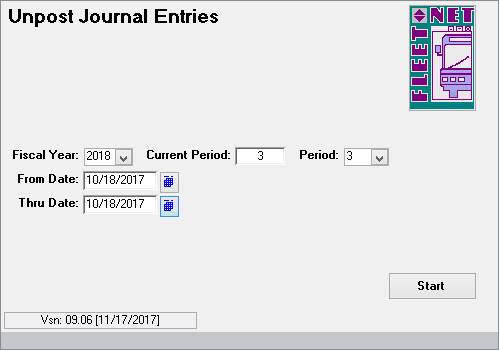 Unpost Journal Entries
FLEET NET
Fiscal Year: 2018 Current Period: 3 Period: 3
From Date: 10/18/2017
Thru Date: 10/18/2017
Start
Vsn: 09.06 [11/17/2017]